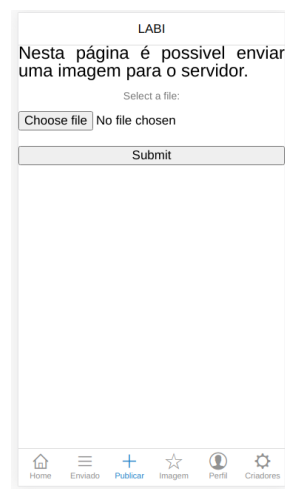 LABI
Nesta página é possivel enviar
uma imagem para o servidor.
Select a file:
Choose file No file chosen
Submit
Home Enviado Publicar Imagem Perfil Criadores